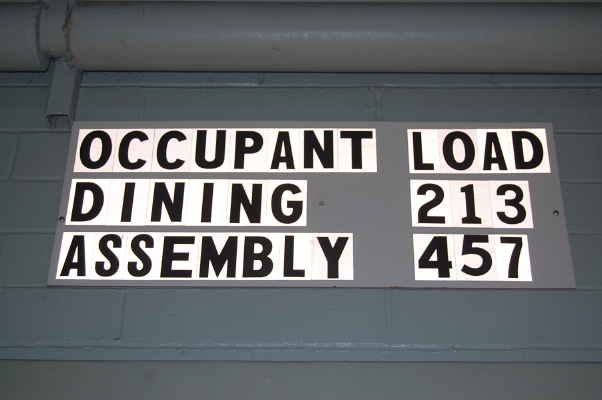 OCCUPANT LOAD
DINING 213
ASSEMBLY 457